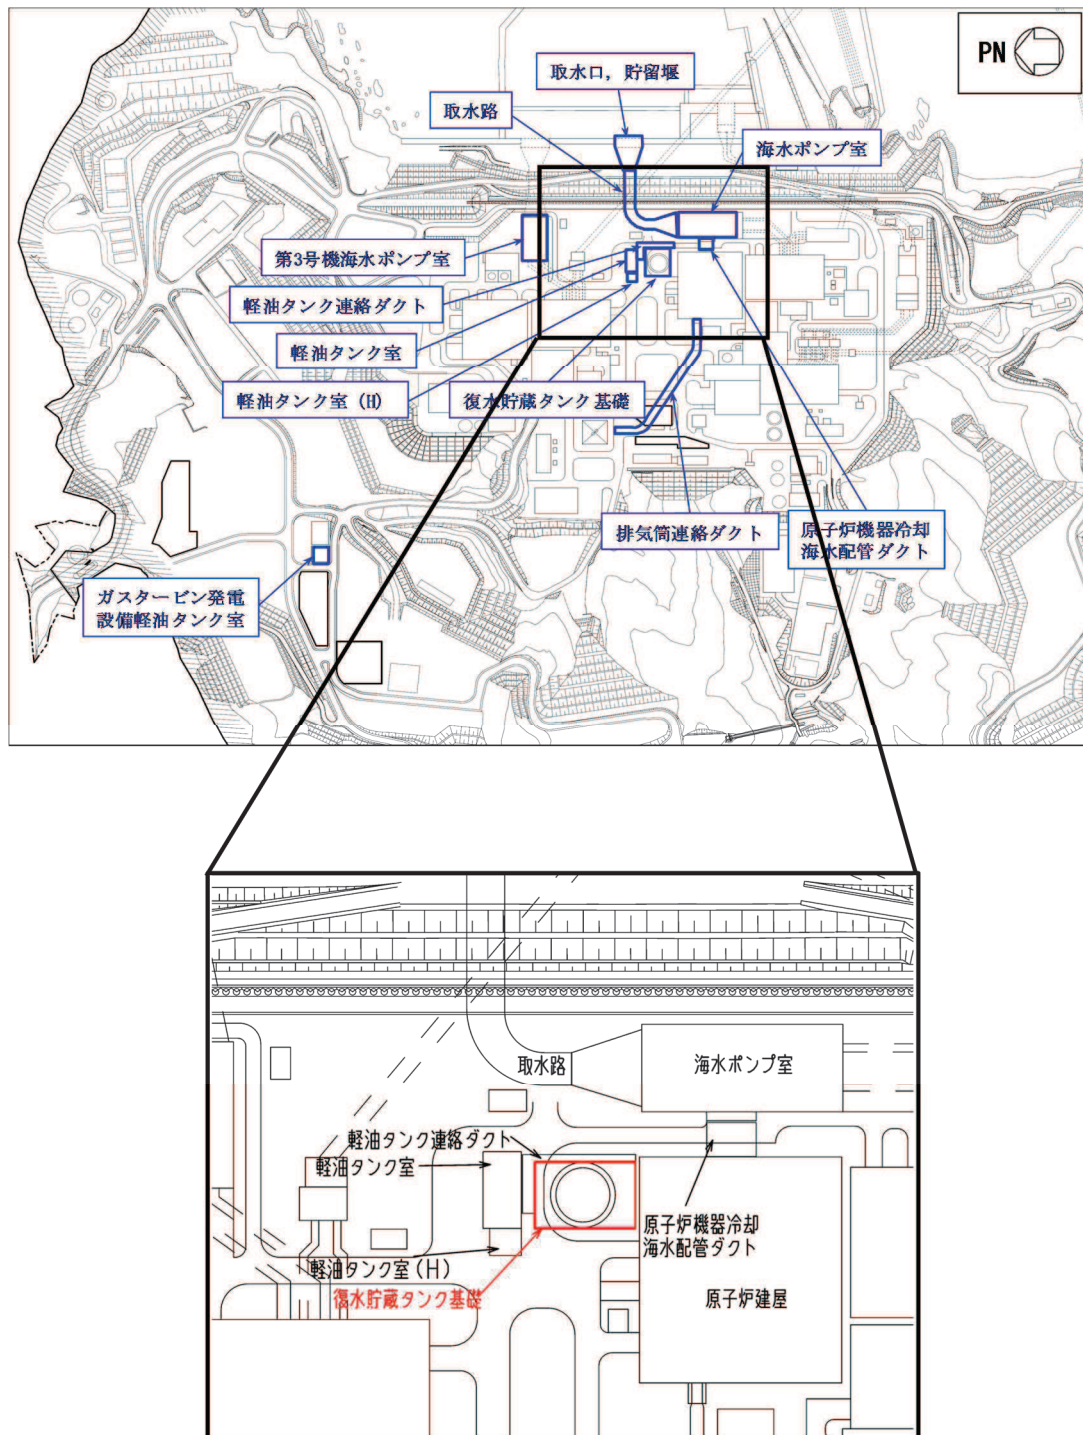 PN
取水口，貯留堰
取水路
海水ポンプ室
第3号機海水ポンプ室
軽油タンク連絡ダクト
軽油タンク室
軽油タンク室（H）
復水貯蔵タンク基礎
排気筒連絡ダクト
原子炉機器冷却
海水配管ダクト
ガスタービン発電
設備軽油タンク室
取水路
海水ポンプ室
軽油タンク連絡ダクト
軽油タンク室
原子炉機器冷却
海水配管ダクト
軽油タンク室(H)
復水貯蔵タンク基礎
原子炉建屋